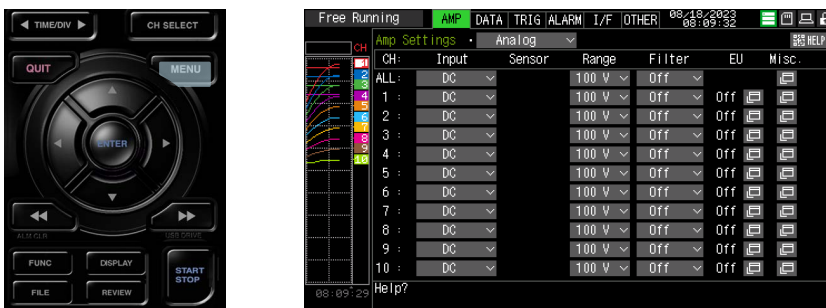 TIME/DIV
CH SELECT
QUIT
MENU
ENTER
ALM CLR
USB DRIVE
FUNC
DISPLAY
START
STOP
FILE
REVIEW
Free Running AMP DATA TRIG ALARM I/F OTHER 08/18/2023
08:09:32
CH Amp Settings • Analog HELP
CH: Input Sensor Range Filter EU Misc.
ALL: DC 100 V Off
1 : DC 100 V Off Off
2 : DC 100 V Off Off
3 : DC 100 V Off Off
4 : DC 100 V Off Off
5 : DC 100 V Off Off
6 : DC 100 V Off Off
7 : DC 100 V Off Off
8 : DC 100 V Off Off
9 : DC 100 V Off Off
10 : DC 100 V Off Off
1
2
3
4
5
6
7
8
9
10
08:09:29 Help?